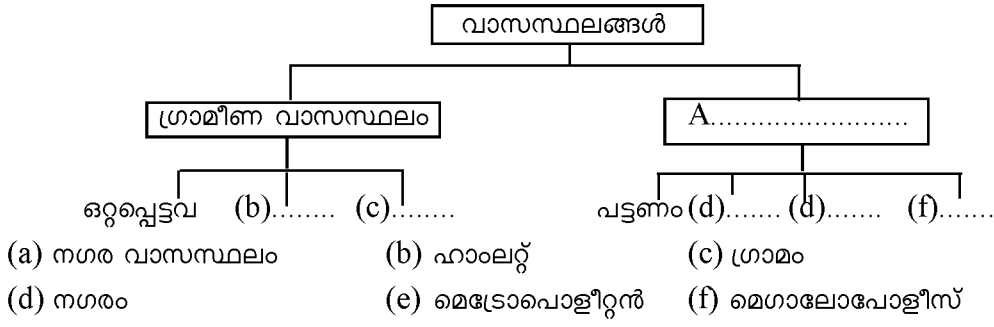 വാസസ്ഥലങ്ങൾ
ഗ്രാമീണ വാസസ്ഥലം
A........................
ഒറ്റപ്പെട്ടവ (b)........ (c)........ പട്ടണം (d)....... (d)....... (f).......
(a) നഗര വാസസ്ഥലം (b) ഹാംലറ്റ് (c) ഗ്രാമം
(d) നഗരം (e) മെട്രോപൊളീറ്റൻ (f) മെഗാലോപോളീസ്